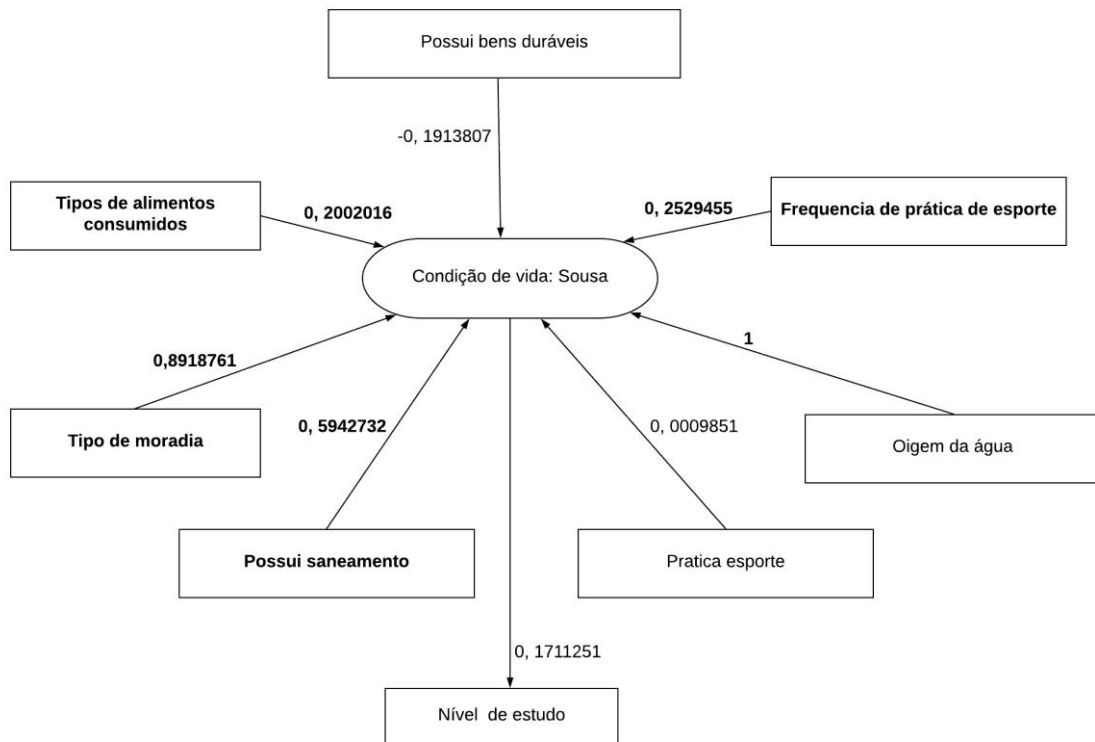 Possui bens duráveis
-0, 1913807
Tipos de alimentos
consumidos
0, 2002016
0, 2529455
Frequencia de prática de esporte
Condição de vida: Sousa
0,8918761
1
Tipo de moradia
0, 5942732
0, 0009851
Oigem da água
Possui saneamento
Pratica esporte
0, 1711251
Nível de estudo